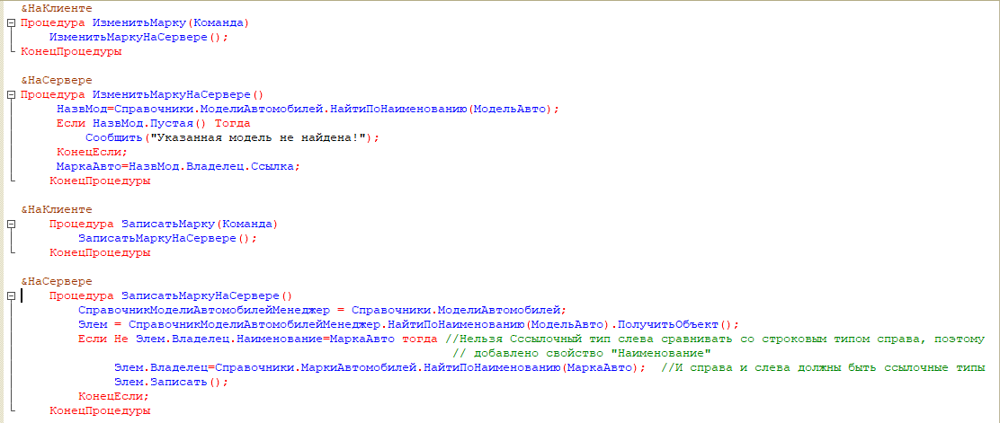 &НаКлиенте
Процедура ИзменитьМарку(Команда)
ИзменитьМаркуНаСервере();
КонецПроцедуры
&НаСервере
Процедура ИзменитьМаркуНаСервере()
НазвМод=Справочники.МоделиАвтомобилей.НайтиПоНаименованию(МодельАвто);
Если НазвМод.Пустая() Тогда
Сообщить("Указанная модель не найдена!");
КонецЕсли;
МаркаАвто=НазвМод.Владелец.Ссылка;
КонецПроцедуры
&НаКлиенте
Процедура ЗаписатьМарку(Команда)
ЗаписатьМаркуНаСервере();
КонецПроцедуры
&НаСервере
Процедура ЗаписатьМаркуНаСервере()
СправочникМоделиАвтомобилейМенеджер = Справочники.МоделиАвтомобилей;
Элем = СправочникМоделиАвтомобилейМенеджер.НайтиПоНаименованию(МодельАвто).ПолучитьОбъект();
Если Не Элем.Владелец.Наименование=МаркаАвто тогда //Нельзя Сссылочный тип слева сравнивать со строковым типом справа, поэтому
// добавлено свойство "Наименование"
Элем.Владелец=Справочники.МаркиАвтомобилей.НайтиПоНаименованию(МаркаАвто); //И справа и слева должны быть ссылочные типы
Элем.Записать();
КонецЕсли;
КонецПроцедуры